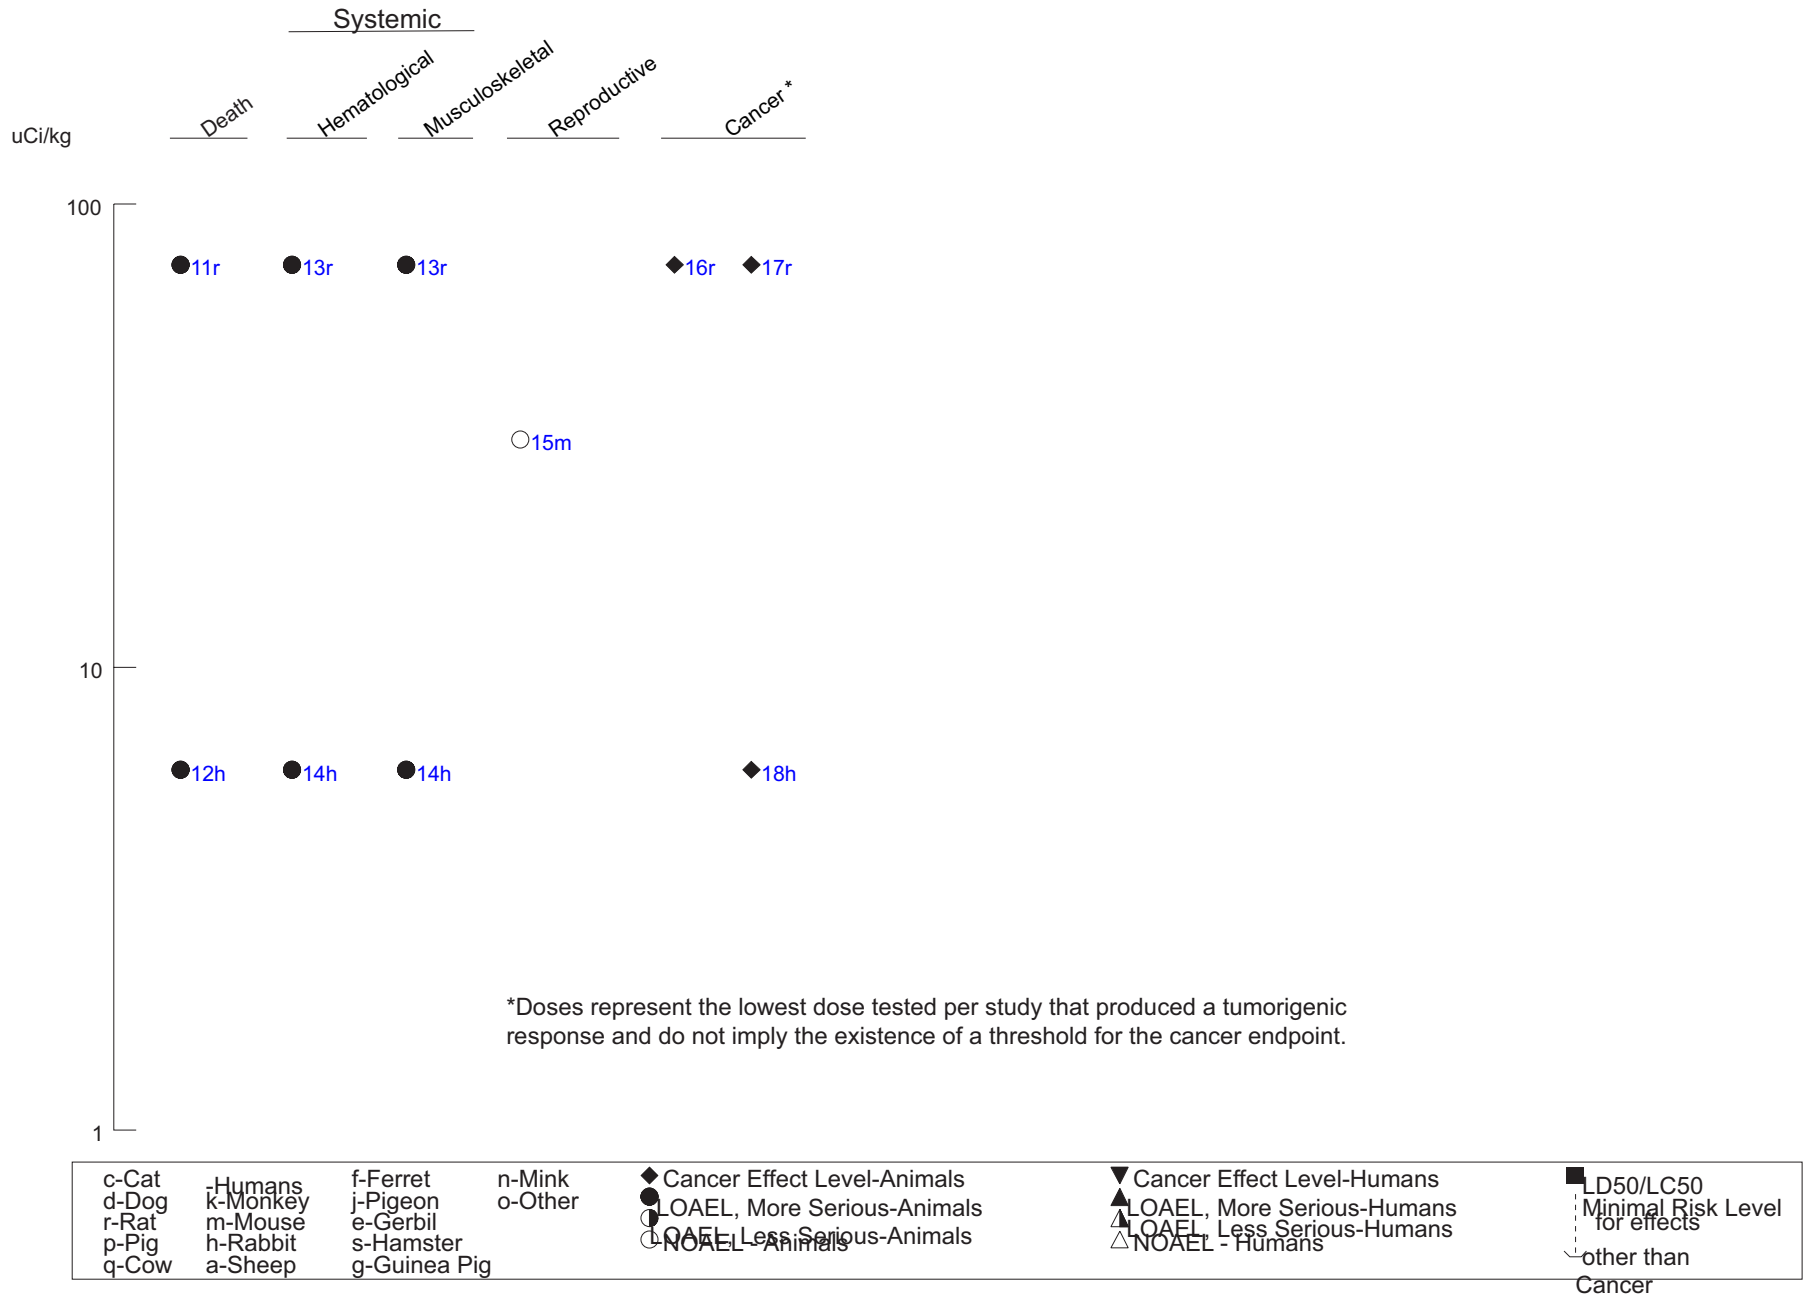 Systemic
Death
Hematological
Musculoskeletal
Reproductive
Cancer *
uCi/kg
100
11r
13r
13r
16r
17r
15m
10
12h
14h
14h
18h
*Doses represent the lowest dose tested per study that produced a tumorigenic
response and do not imply the existence of a threshold for the cancer endpoint.
1
c-Cat
d-Dog
r-Rat
p-Pig
q-Cow
-Humans
k-Monkey
m-Mouse
h-Rabbit
a-Sheep
f-Ferret
j-Pigeon
e-Gerbil
s-Hamster
g-Guinea Pig
n-Mink
o-Other
Cancer Effect Level-Animals
LOAEL, More Serious-Animals
LOAEL, Less Serious-Animals
NOAEL - Animals
Cancer Effect Level-Humans
LOAEL, More Serious-Humans
LOAEL, Less Serious-Humans
NOAEL - Humans
LD50/LC50
Minimal Risk Level
for effects
other than
Cancer